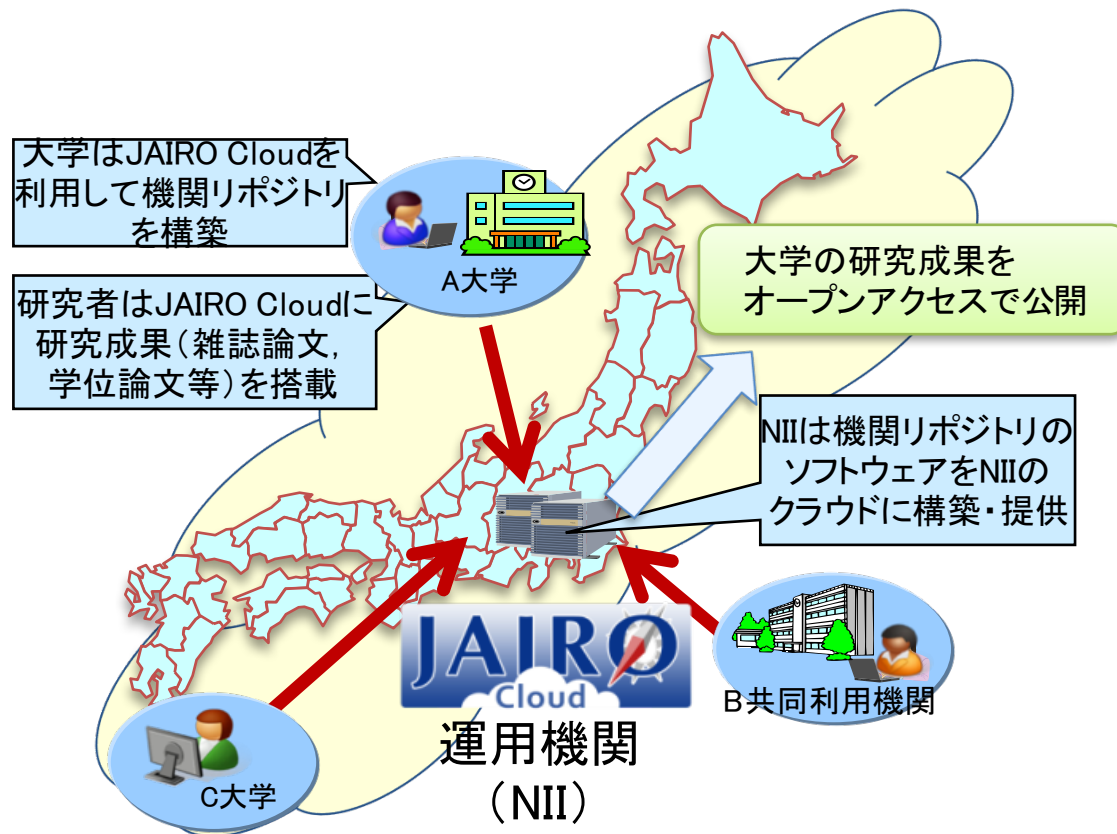 大学はJAIRO Cloudを
利用して機関リポジトリ
を構築
A大学
研究者はJAIRO Cloudに
研究成果（雑誌論文，
学位論文等）を搭載
大学の研究成果を
オープンアクセスで公開
NIIは機関リポジトリの
ソフトウェアをNIIの
クラウドに構築・提供
JAIRO
Cloud
運用機関
（NII）
B共同利用機関
C大学